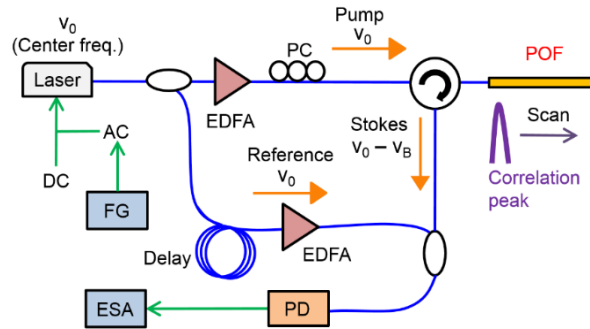 ν₀
(Center freq.)
Laser
AC
DC
FG
EDFA
PC
Pump
ν₀
POF
Scan
Correlation
peak
Stokes
ν₀ – ν_B
Reference
ν₀
Delay
EDFA
ESA
PD